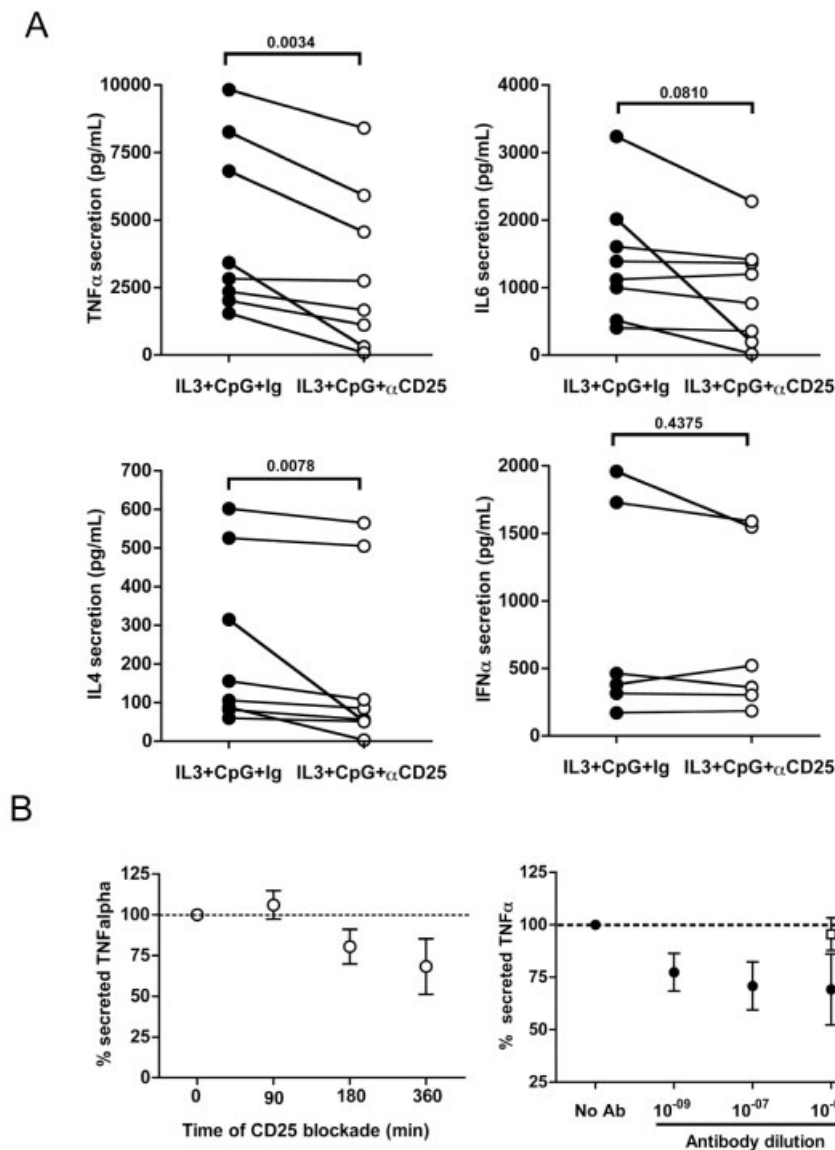 A
0.0034
TNFα secretion (pg/mL)
10000
7500
5000
2500
0
IL3+CpG+Ig IL3+CpG+αCD25
0.0810
IL6 secretion (pg/mL)
4000
3000
2000
1000
0
IL3+CpG+Ig IL3+CpG+αCD25
0.0078
IL4 secretion (pg/mL)
700
600
500
400
300
200
100
0
IL3+CpG+Ig IL3+CpG+αCD25
0.4375
IFNα secretion (pg/mL)
2000
1500
1000
500
0
IL3+CpG+Ig IL3+CpG+αCD25
B
% secreted TNFalpha
125
100
75
50
25
0
0 90 180 360
Time of CD25 blockade (min)
% secreted TNFα
125
100
75
50
25
No Ab 10-09 10-07
Antibody dilution